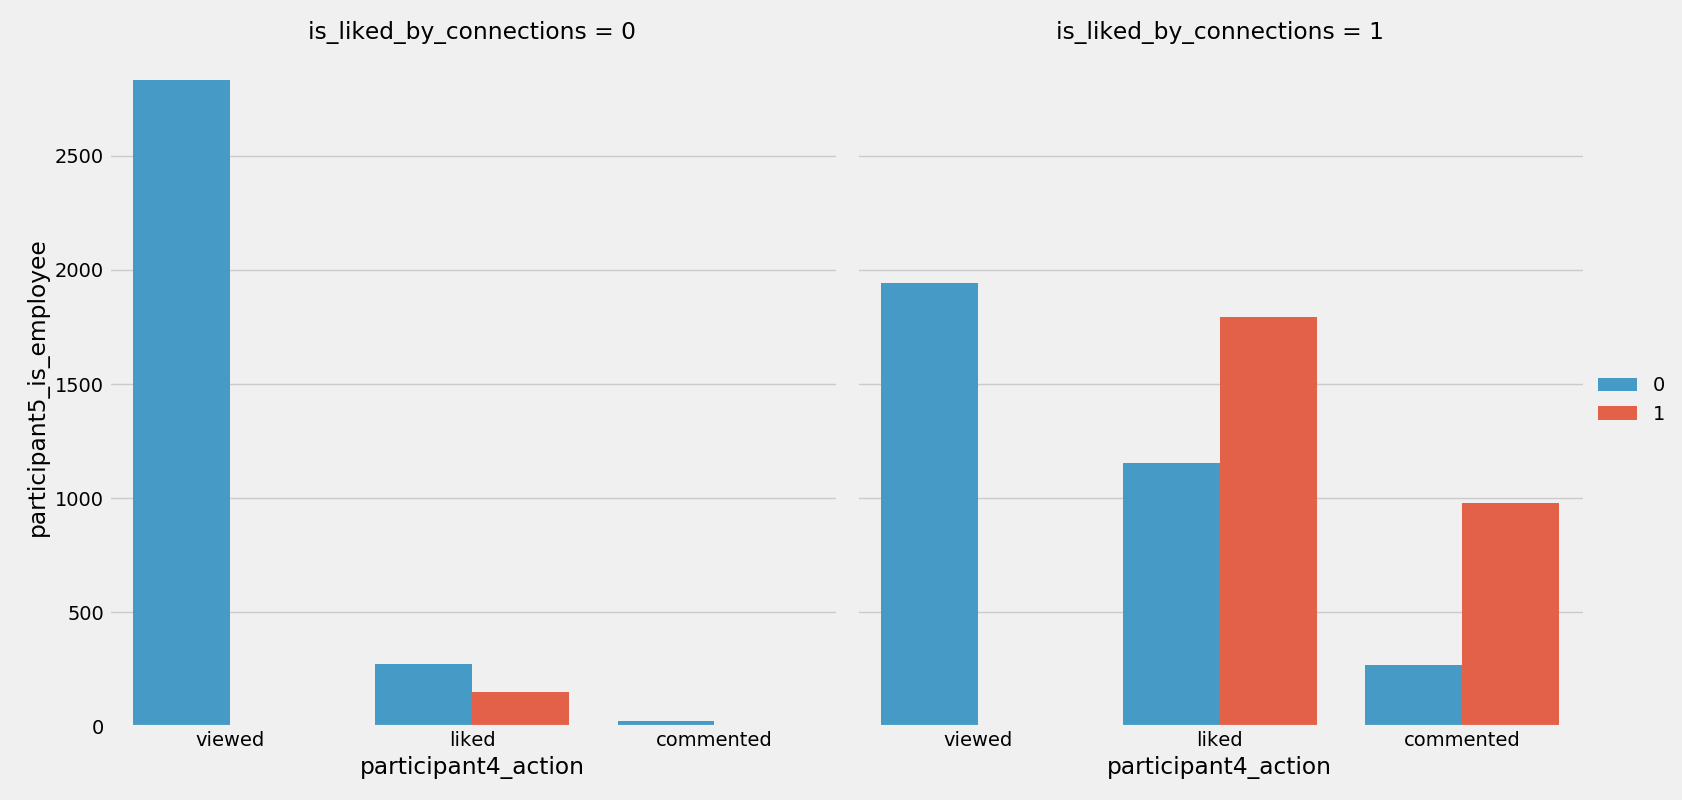 is_liked_by_connections = 0
is_liked_by_connections = 1
participant5_is_employee
2500
2000
1500
1000
500
0
viewed liked commented
viewed liked commented
participant4_action
participant4_action
0
1